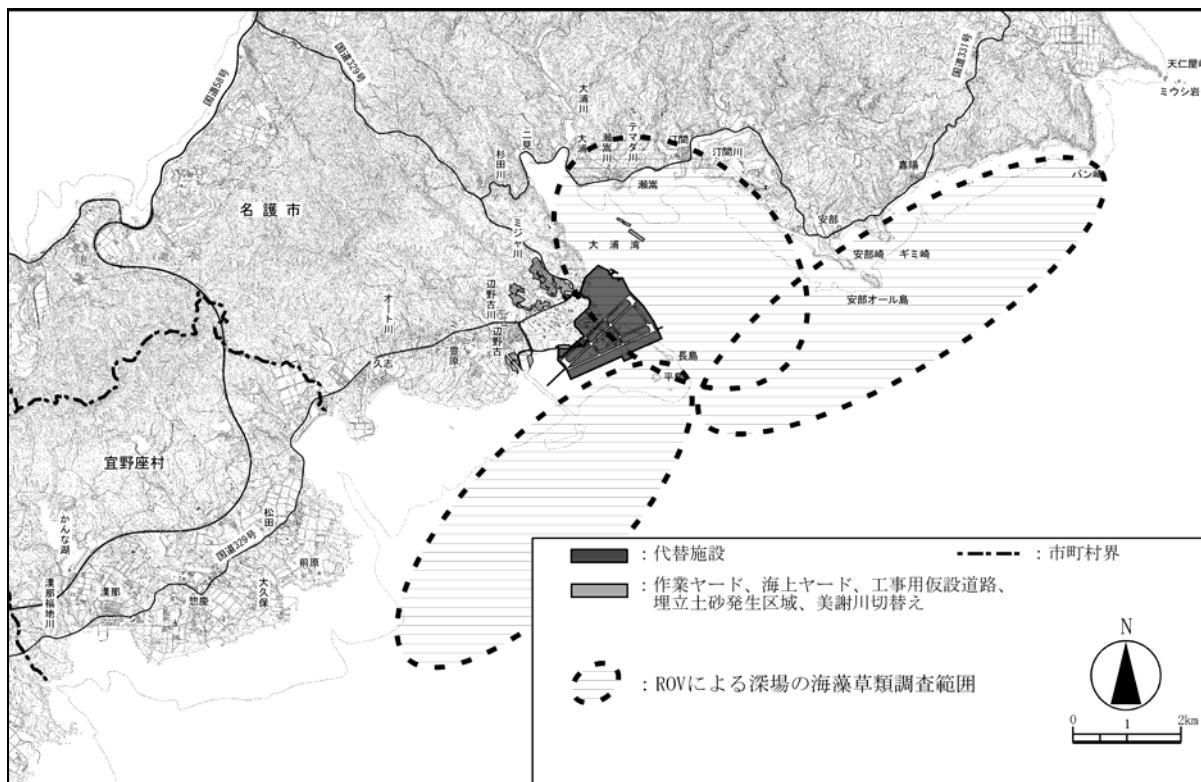 国道58号
国道329号
国道331号
天仁屋
ミウシ岩
バン崎
嘉陽
大浦川
大浦
瀬嵩川
テマダ川
汀間
汀間川
二見
杉田川
瀬嵩
安部
名護市
ミジャ川
大浦湾
安部崎
ギミ崎
安部オール島
辺野古川
辺野古
オート川
豊原
久志
長島
平島
宜野座村
かんな湖
松田
国道329号
前原
大久保
惣慶
漢那
漢那福地川
:代替施設
:市町村界
:作業ヤード、海上ヤード、工事用仮設道路、
埋立土砂発生区域、美謝川切替え
:ROVによる深場の海藻草類調査範囲
N
0 1 2km